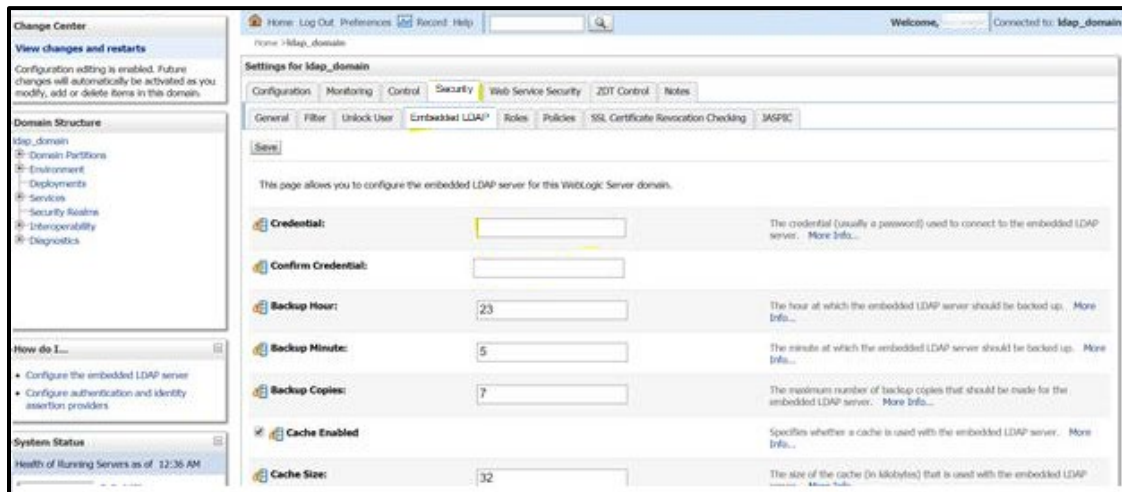 Change Center
View changes and restarts
Configuration editing is enabled. Future
changes will automatically be activated as you
modify, add or delete items in this domain.
Domain Structure
ldap_domain
Domain Partitions
Environment
Deployments
Services
Security Realms
Interoperability
Diagnostics
How do I...
Configure the embedded LDAP server
Configure authentication and identity
assertion providers
System Status
Health of Running Servers as of 12:36 AM
Home Log Out Preferences Record Help
Welcome,
Connected to: ldap_domain
Home >ldap_domain
Settings for ldap_domain
Configuration Monitoring Control Security Web Service Security ZDT Control Notes
General Filter Unlock User Embedded LDAP Roles Policies SSL Certificate Revocation Checking JASPIC
Save
This page allows you to configure the embedded LDAP server for this WebLogic Server domain.
Credential:
The credential (usually a password) used to connect to the embedded LDAP
server. More Info...
Confirm Credential:
Backup Hour:
23
The hour at which the embedded LDAP server should be backed up. More
Info...
Backup Minute:
5
The minute at which the embedded LDAP server should be backed up. More
Info...
Backup Copies:
7
The maximum number of backup copies that should be made for the
embedded LDAP server. More Info...
Cache Enabled
Specifies whether a cache is used with the embedded LDAP server. More
Info...
Cache Size:
32
The size of the cache (in kilobytes) that is used with the embedded LDAP
server. More Info...